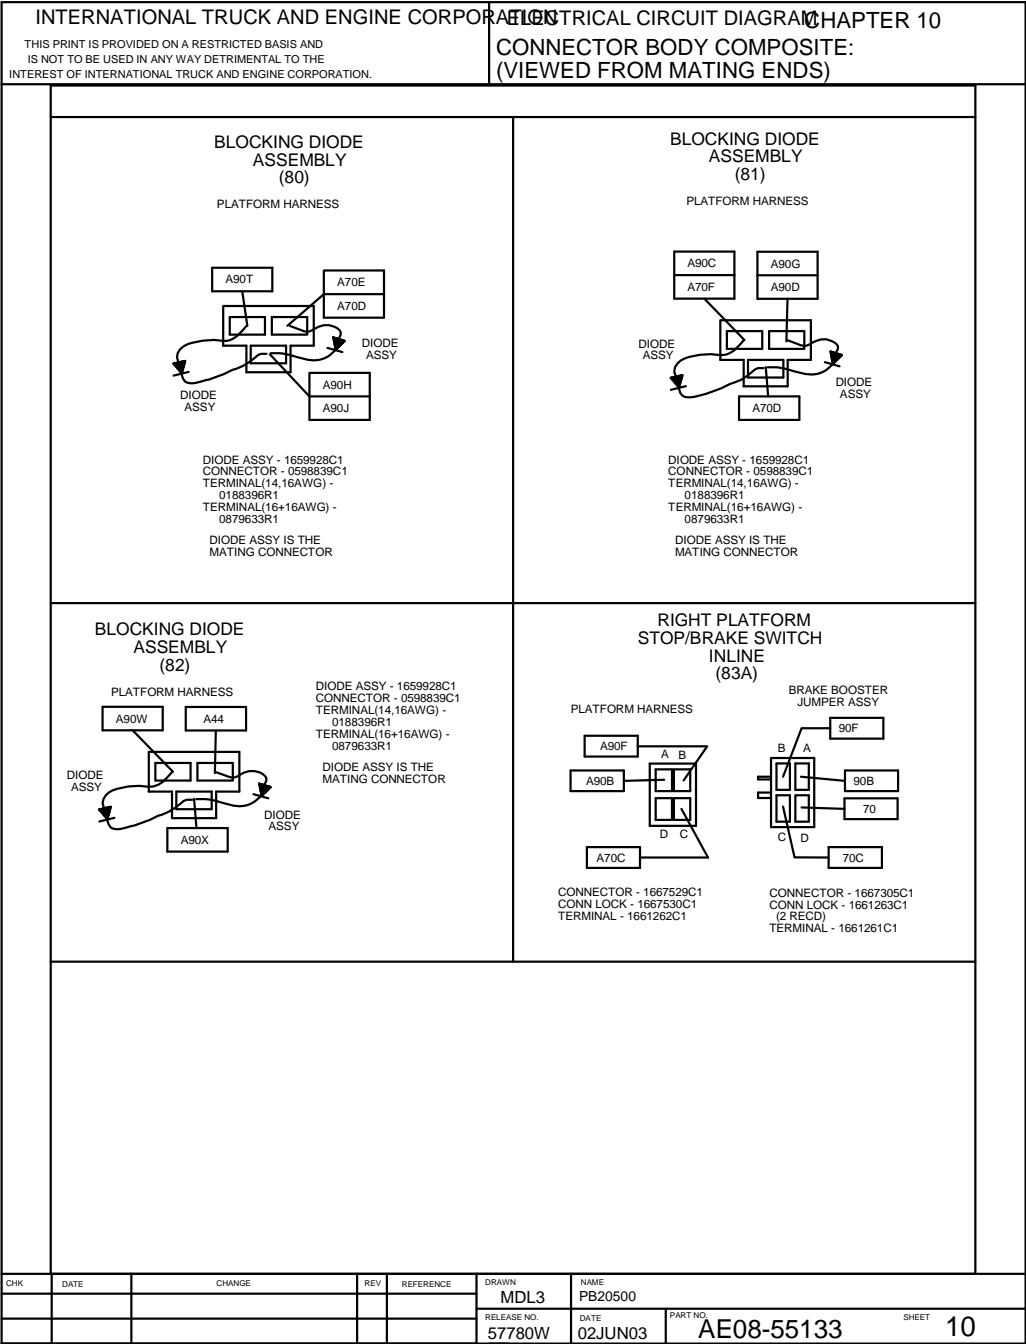 INTERNATIONAL TRUCK AND ENGINE CORPORATION
THIS PRINT IS PROVIDED ON A RESTRICTED BASIS AND
IS NOT TO BE USED IN ANY WAY DETRIMENTAL TO THE
INTEREST OF INTERNATIONAL TRUCK AND ENGINE CORPORATION.
ELECTRICAL CIRCUIT DIAGRAM
CHAPTER 10
CONNECTOR BODY COMPOSITE:
(VIEWED FROM MATING ENDS)
BLOCKING DIODE
ASSEMBLY
(80)
PLATFORM HARNESS
A90T
A70E
A70D
DIODE
ASSY
DIODE
ASSY
A90H
A90J
DIODE ASSY - 1659928C1
CONNECTOR - 0598839C1
TERMINAL(14,16AWG) -
0188396R1
TERMINAL(16+16AWG) -
0879633R1
DIODE ASSY IS THE
MATING CONNECTOR
BLOCKING DIODE
ASSEMBLY
(81)
PLATFORM HARNESS
A90C
A70F
A90G
A90D
DIODE
ASSY
DIODE
ASSY
A70D
DIODE ASSY - 1659928C1
CONNECTOR - 0598839C1
TERMINAL(14,16AWG) -
0188396R1
TERMINAL(16+16AWG) -
0879633R1
DIODE ASSY IS THE
MATING CONNECTOR
BLOCKING DIODE
ASSEMBLY
(82)
PLATFORM HARNESS
A90W
A44
DIODE
ASSY
DIODE
ASSY
A90X
DIODE ASSY - 1659928C1
CONNECTOR - 0598839C1
TERMINAL(14,16AWG) -
0188396R1
TERMINAL(16+16AWG) -
0879633R1
DIODE ASSY IS THE
MATING CONNECTOR
RIGHT PLATFORM
STOP/BRAKE SWITCH
INLINE
(83A)
PLATFORM HARNESS
A90F
A B
A90B
D C
A70C
CONNECTOR - 1667529C1
CONN LOCK - 1667530C1
TERMINAL - 1661262C1
BRAKE BOOSTER
JUMPER ASSY
90F
B A
90B
70
C D
70C
CONNECTOR - 1667305C1
CONN LOCK - 1661263C1
(2 RECD)
TERMINAL - 1661261C1
CHK
DATE
CHANGE
REV
REFERENCE
DRAWN
MDL3
NAME
PB20500
RELEASE NO.
57780W
DATE
02JUN03
PART NO.
AE08-55133
SHEET
10